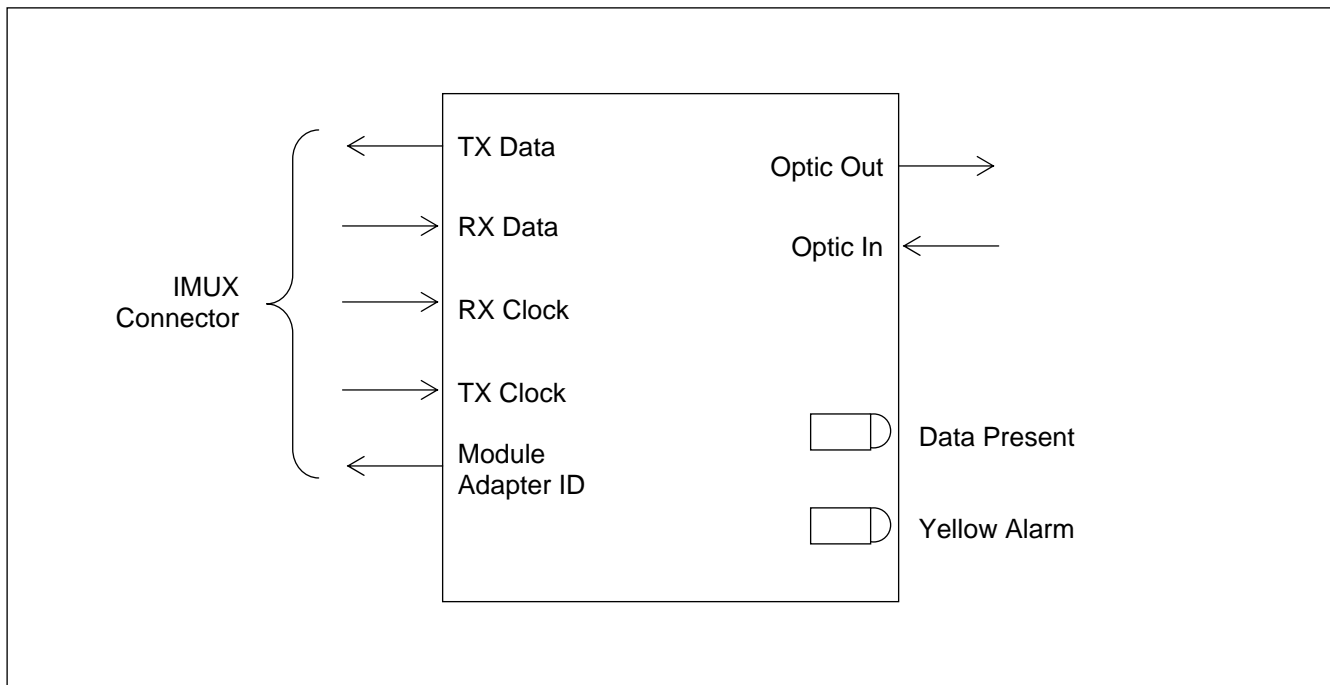 IMUX
Connector
TX Data
RX Data
RX Clock
TX Clock
Module
Adapter ID
Optic Out
Optic In
Data Present
Yellow Alarm